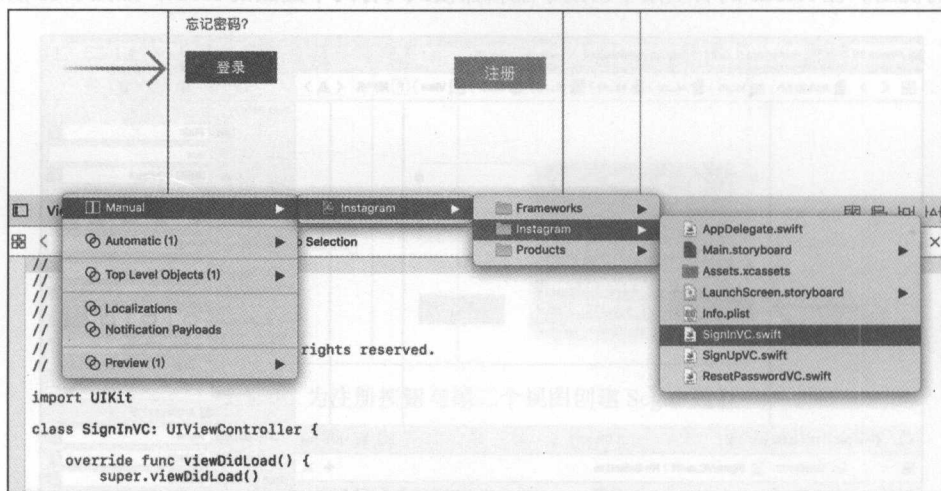 忘记密码?
登录
注册
Vi
Manual
Instagram
Frameworks
Instagram
Products
Automatic (1)
Selection
Top Level Objects (1)
Localizations
Notification Payloads
Preview (1)
AppDelegate.swift
Main.storyboard
Assets.xcassets
LaunchScreen.storyboard
Info.plist
SignInVC.swift
SignUpVC.swift
ResetPasswordVC.swift
//
//
//
//
//
// rights reserved.
//
import UIKit
class SignInVC: UIViewController {
override func viewDidLoad() {
super.viewDidLoad()